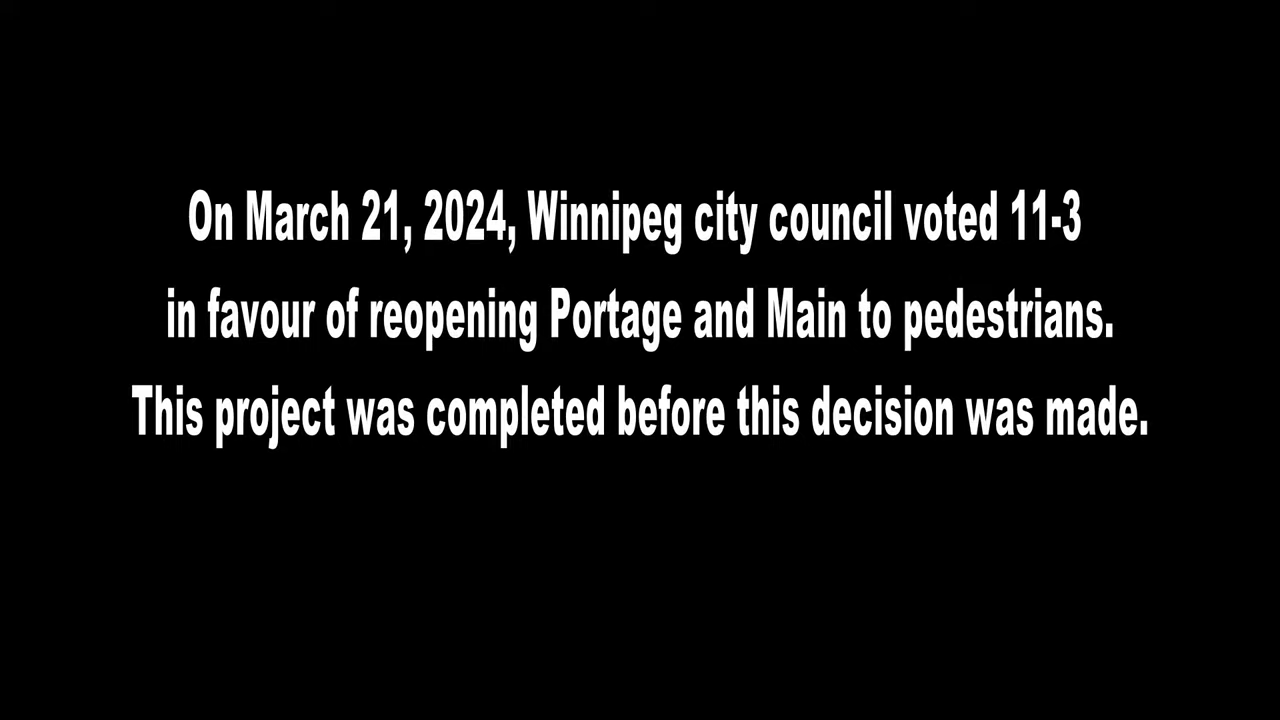 On March 21, 2024, Winnipeg city council voted 11-3
in favour of reopening Portage and Main to pedestrians.
This project was completed before this decision was made.